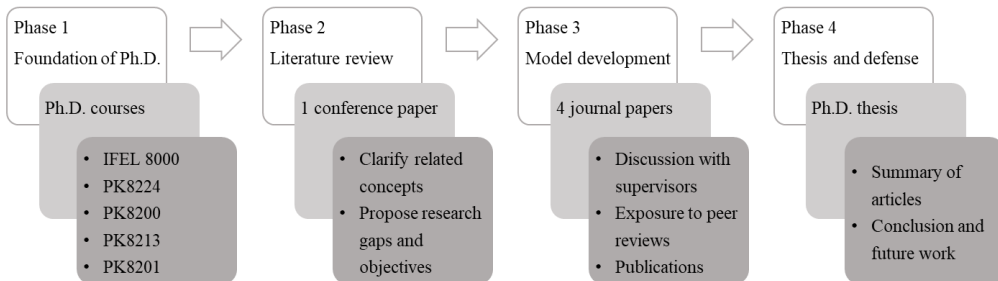 Phase 1
Foundation of Ph.D.
Ph.D. courses
• IFEL 8000
• PK8224
• PK8200
• PK8213
• PK8201
Phase 2
Literature review
1 conference paper
• Clarify related
concepts
• Propose research
gaps and
objectives
Phase 3
Model development
4 journal papers
• Discussion with
supervisors
• Exposure to peer
reviews
• Publications
Phase 4
Thesis and defense
Ph.D. thesis
• Summary of
articles
• Conclusion and
future work